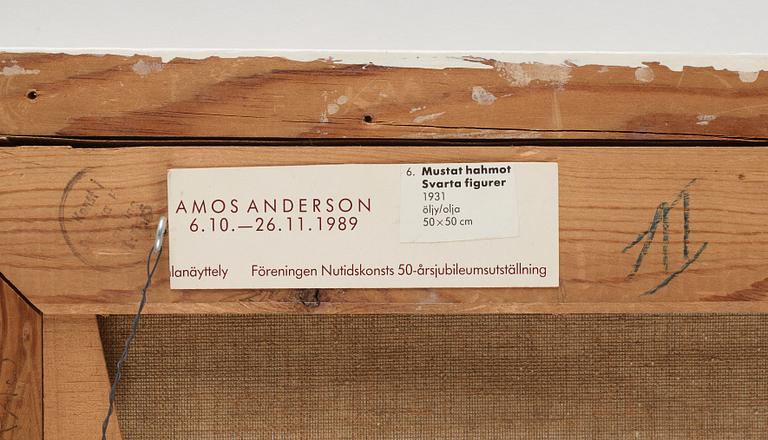 AMOS ANDERSON
6.10.—26.11.1989
lanäyttely Föreningen Nutidskonsts 50-årsjubileumsutställning
6. Mustat hahmot
Svarta figurer
1931
öljy/olja
50×50 cm